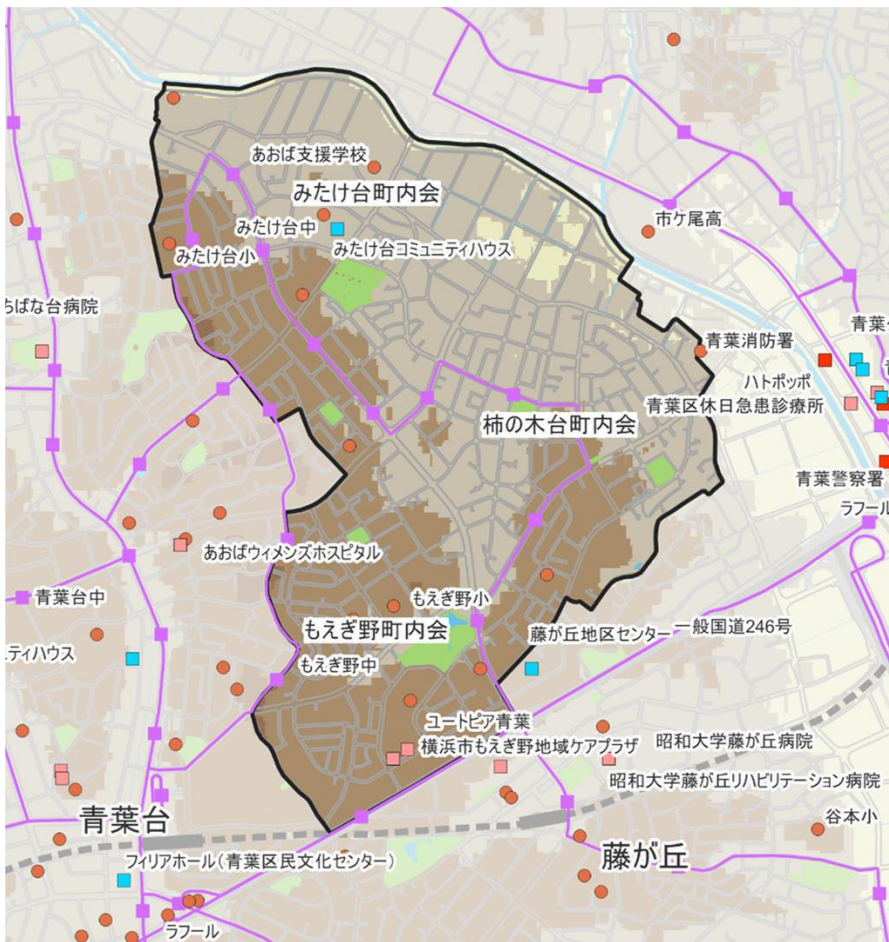 あおば支援学校
みたけ台町内会
みたけ台中
市ケ尾高
みたけ台小
みたけ台コミュニティハウス
ちばな台病院
青葉消防署
ハトポッポ
青葉区休日急患診療所
柿の木台町内会
青葉警察署
ラフール
あおばウィメンズホスピタル
青葉台中
もえぎ野小
もえぎ野町内会
藤が丘地区センター
一般国道246号
ニティハウス
もえぎ野中
ユートピア青葉
横浜市もえぎ野地域ケアプラザ
昭和大学藤が丘病院
昭和大学藤が丘リハビリテーション病院
谷本小
青葉台
藤が丘
フィリアホール(青葉区民文化センター)
ラフール